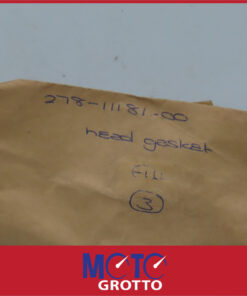 278-11181-00
head gasket
3
MOTO
GROTTO